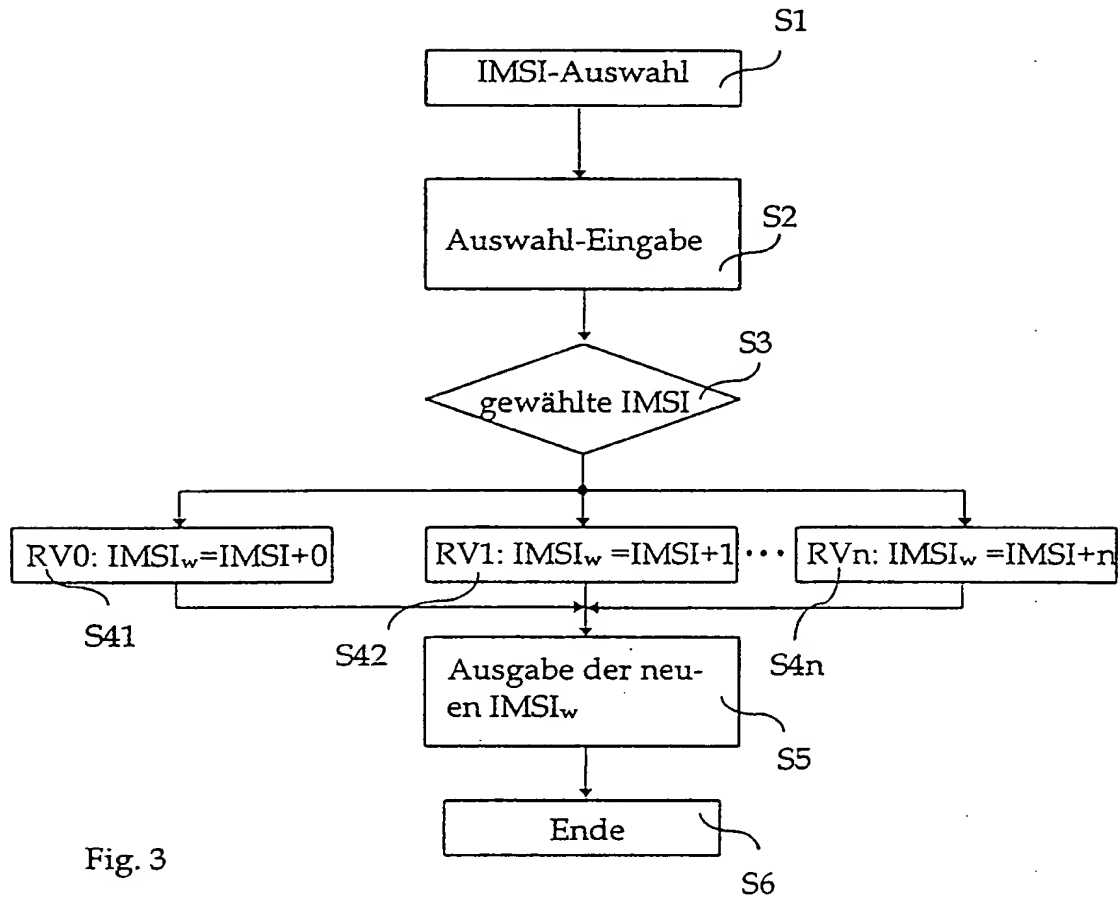 S1
IMSI-Auswahl
S2
Auswahl-Eingabe
S3
gewählte IMSI
RV0: IMSIw=IMSI+0
RV1: IMSIw =IMSI+1
•••
RVn: IMSIw =IMSI+n
S41
S42
S4n
Ausgabe der neu-
en IMSIw
S5
Ende
S6
Fig. 3